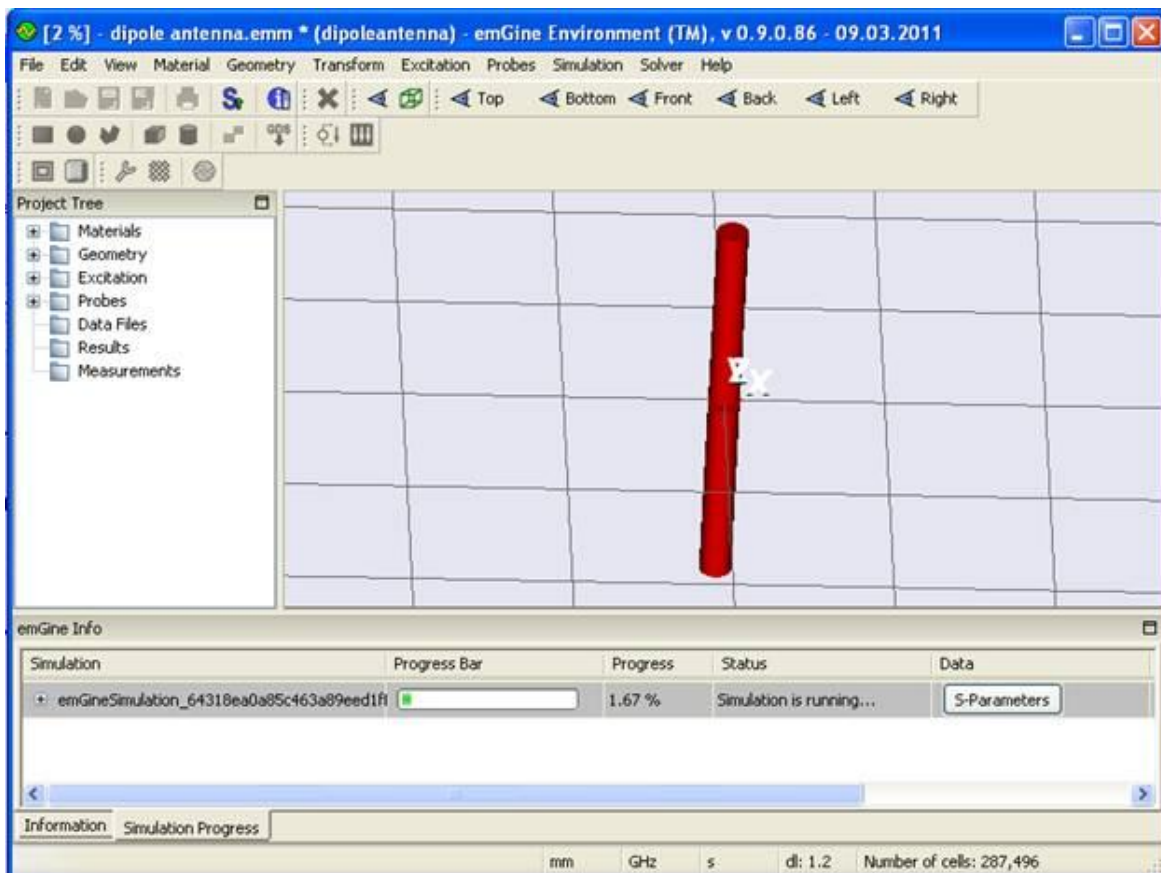 [2 %] - dipole antenna.emm * (dipoleantenna) - emGine Environment (TM), v 0.9.0.86 - 09.03.2011
File Edit View Material Geometry Transform Excitation Probes Simulation Solver Help
Top Bottom Front Back Left Right
GDS
Project Tree
Materials
Geometry
Excitation
Probes
Data Files
Results
Measurements
X
emGine Info
Simulation Progress Bar Progress Status Data
1.67 % Simulation is running... S-Parameters
Information Simulation Progress
mm GHz s dl: 1.2 Number of cells: 287,496